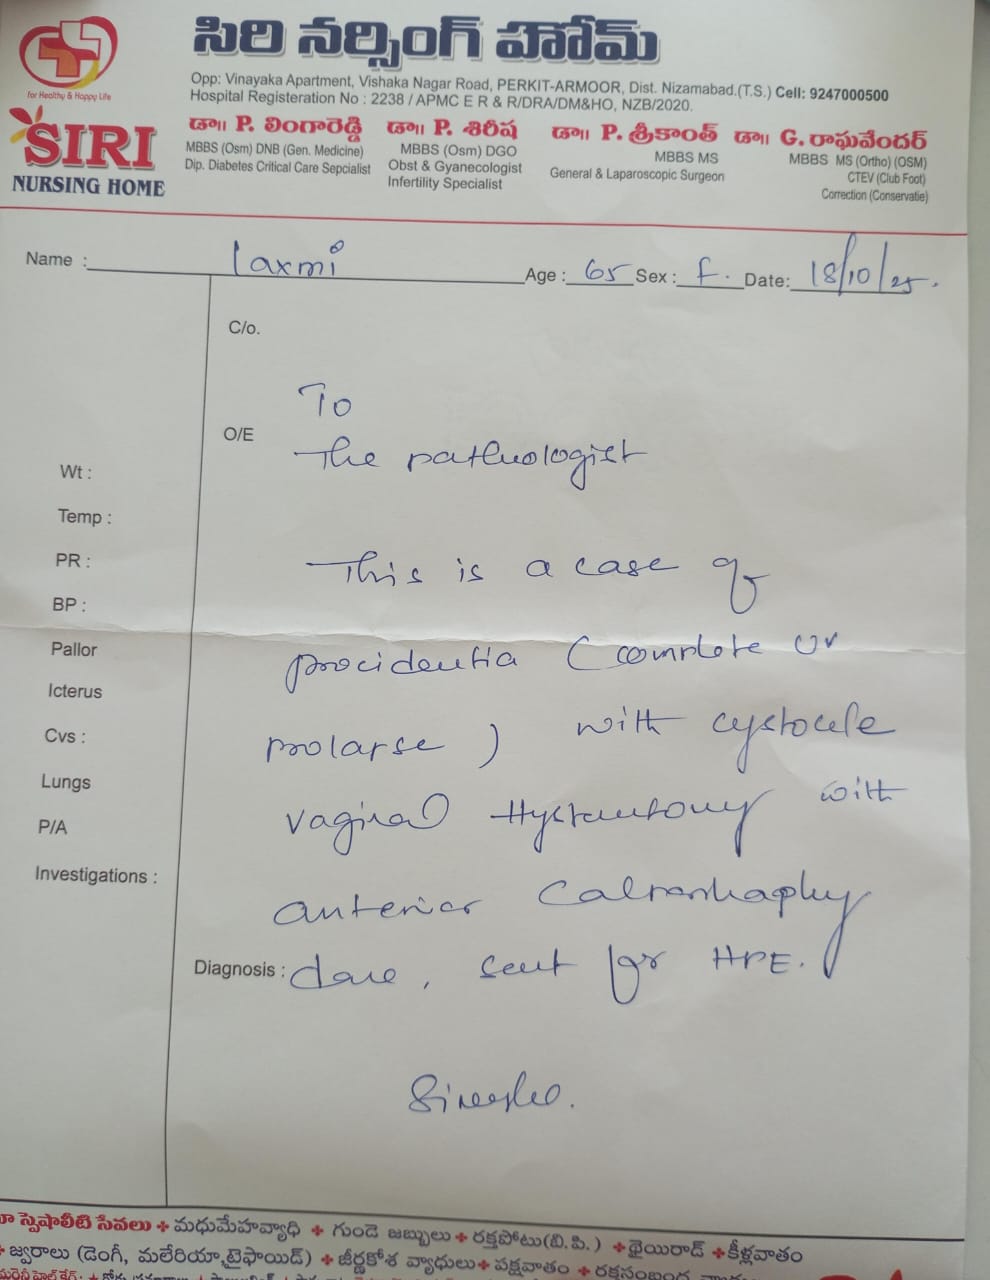 సిరి నర్సింగ్ హోమ్
for Healthy & Happy Life
Opp: Vinayaka Apartment, Vishaka Nagar Road, PERKIT-ARMOOR, Dist. Nizamabad.(T.S.) Cell: 9247000500
Hospital Registeration No : 2238 / APMC E R & R/DRA/DM&HO, NZB/2020.
SIRI
NURSING HOME
డా॥ P. లింగారెడ్డి
MBBS (Osm) DNB (Gen. Medicine)
Dip. Diabetes Critical Care Sepcialist
డా॥ P. శిరీష
MBBS (Osm) DGO
Obst & Gyanecologist
Infertility Specialist
డా॥ P. శ్రీకాంత్
MBBS MS
General & Laparoscopic Surgeon
డా॥ G. రాఘవేందర్
MBBS MS (Ortho) (OSM)
CTEV (Club Foot)
Correction (Conservatie)
Name : Laxmi Age : 65 Sex : F. Date: 18/10/25.
C/o.
To
O/E
The pathologist
Wt :
Temp :
PR :
This is a case of
BP :
Pallor
procidentia (complete uv
Icterus
prolapse) with cystocele
Cvs :
Lungs
vaginal Hysterectomy with
P/A
Investigations :
anterior Colporrhaphy
Diagnosis : done, sent for HPE.
మా స్పెషాలిటి సేవలు + మధుమేహవ్యాధి + గుండె జబ్బులు + రక్తపోటు(బి.పి.) + థైయిరాడ్ + కీళ్లవాతం
+ జ్వరాలు (డెంగీ, మలేరియా,టైఫాయిడ్) + జీర్ణకోశ వ్యాధులు + పక్షవాతం +